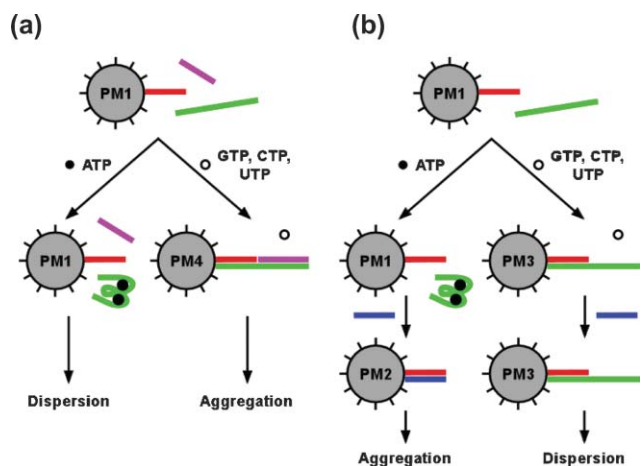 (a)
PM1
ATP
GTP, CTP,
UTP
PM1
PM4
Dispersion
Aggregation
(b)
PM1
ATP
GTP, CTP,
UTP
PM1
PM3
PM2
PM3
Aggregation
Dispersion